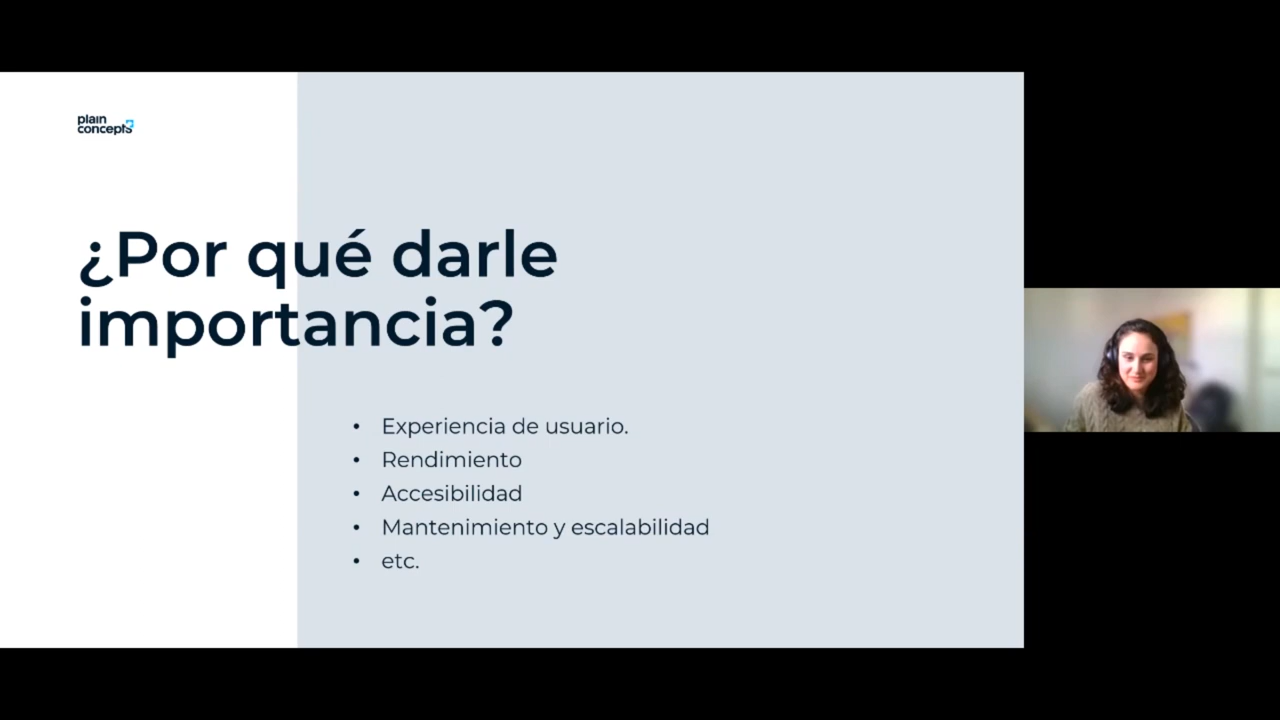 plain
concepts
¿Por qué darle
importancia?
• Experiencia de usuario.
• Rendimiento
• Accesibilidad
• Mantenimiento y escalabilidad
• etc.